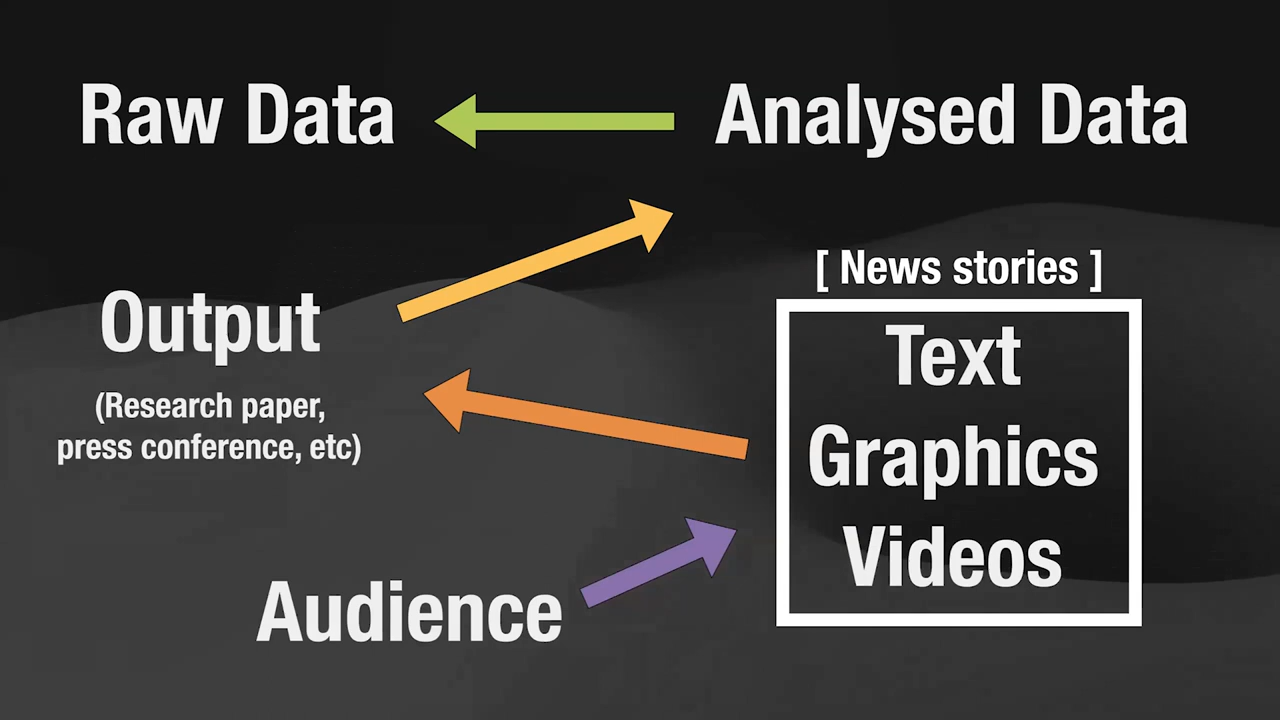 Raw Data
Analysed Data
Output
(Research paper,
press conference, etc)
[ News stories ]
Text
Graphics
Videos
Audience